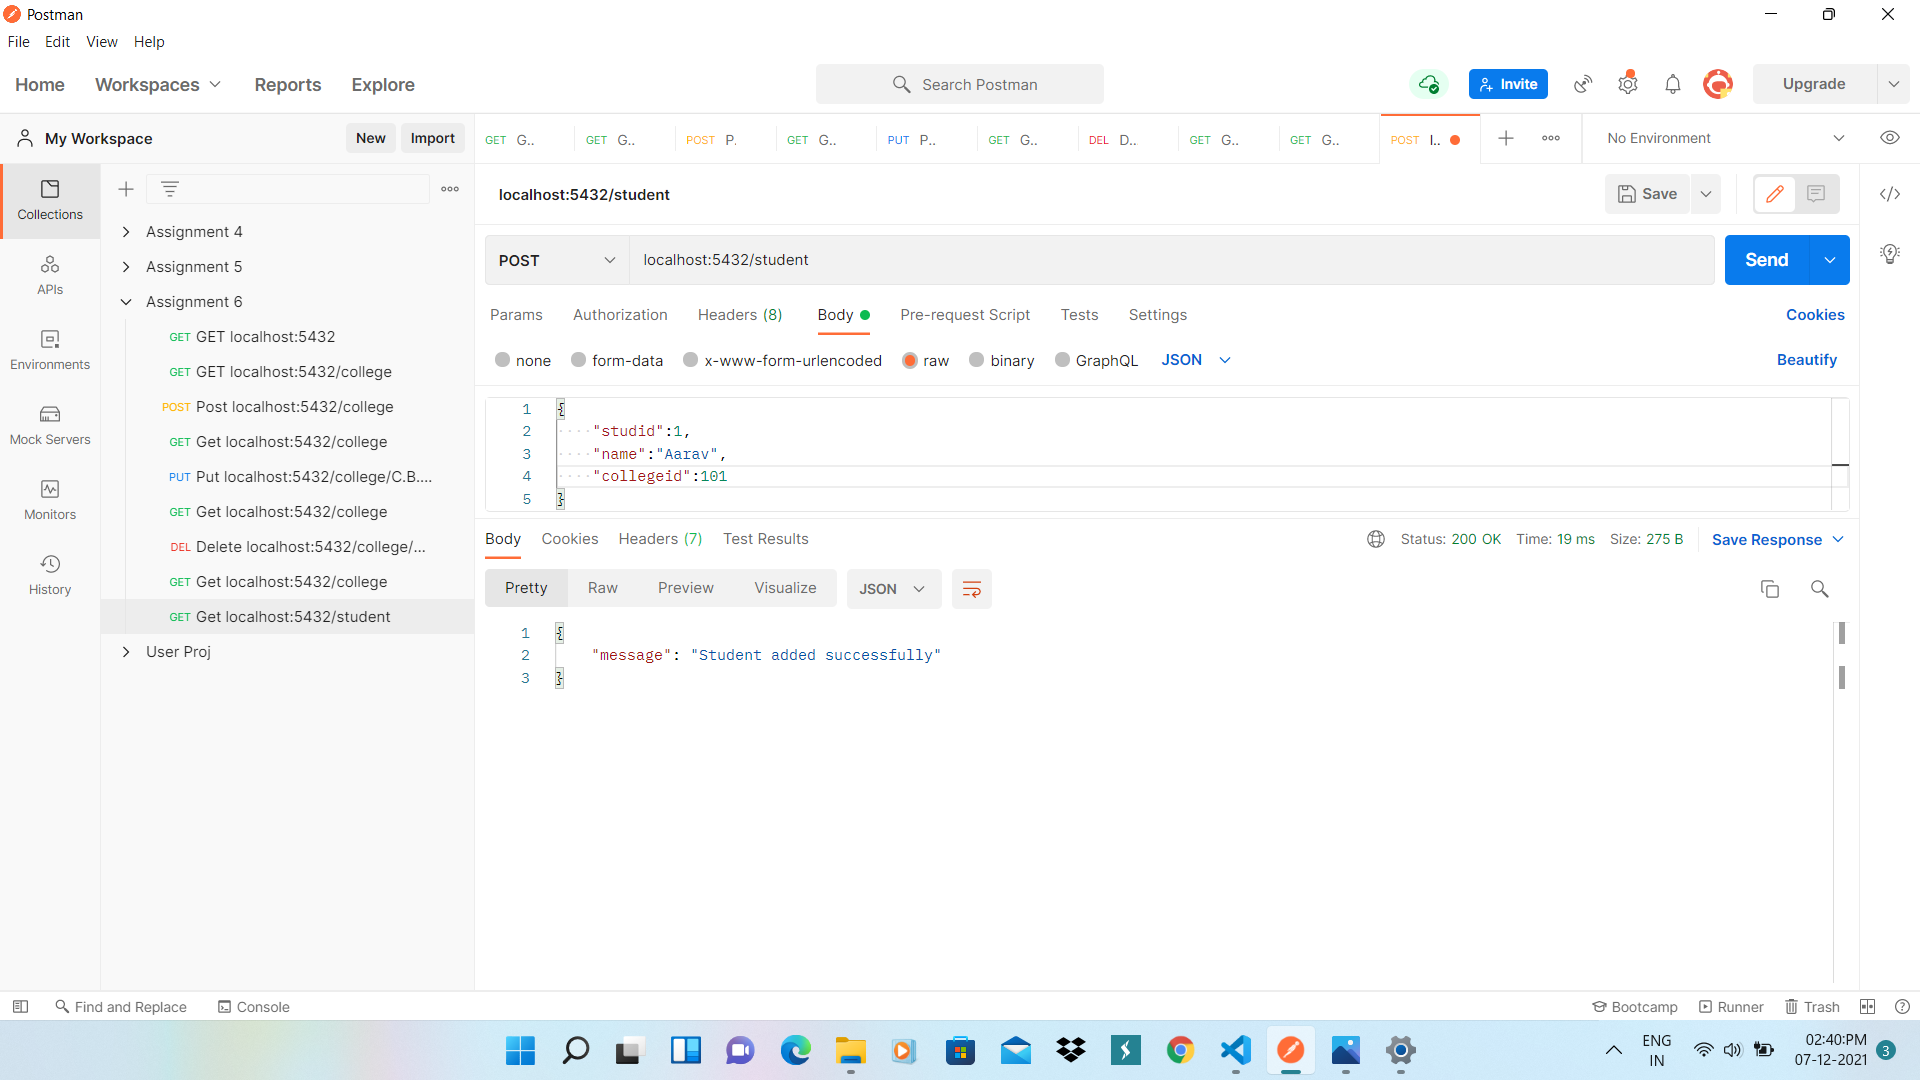 Postman
File Edit View Help
Home Workspaces Reports Explore
Search Postman
Invite
Upgrade
My Workspace
New Import
GET G..
GET G..
POST P.
GET G..
PUT P..
GET G..
DEL D..
GET G..
GET G..
POST l..
No Environment
Collections
APIs
Environments
Mock Servers
Monitors
History
Assignment 4
Assignment 5
Assignment 6
GET GET localhost:5432
GET GET localhost:5432/college
POST Post localhost:5432/college
GET Get localhost:5432/college
PUT Put localhost:5432/college/C.B....
GET Get localhost:5432/college
DEL Delete localhost:5432/college/...
GET Get localhost:5432/college
GET Get localhost:5432/student
User Proj
localhost:5432/student
Save
POST localhost:5432/student
Send
Params Authorization Headers (8) Body Pre-request Script Tests Settings
Cookies
none form-data x-www-form-urlencoded raw binary GraphQL JSON
Beautify
1 {
2 "studid":1,
3 "name":"Aarav",
4 "collegeid":101
5 }
Body Cookies Headers (7) Test Results
Status: 200 OK Time: 19 ms Size: 275 B
Save Response
Pretty Raw Preview Visualize JSON
1 {
2 "message": "Student added successfully"
3 }
Find and Replace Console
Bootcamp Runner Trash
ENG
IN
02:40:PM
07-12-2021
3